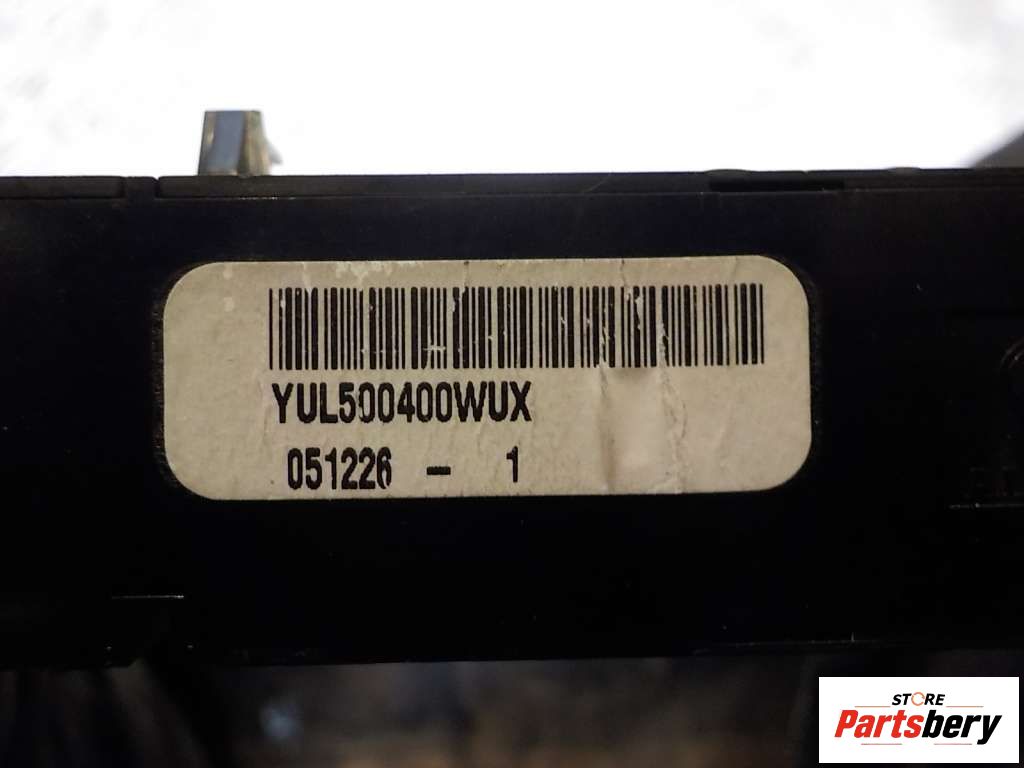 YUL500400WUX
051226 - 1
STORE
Partsbery